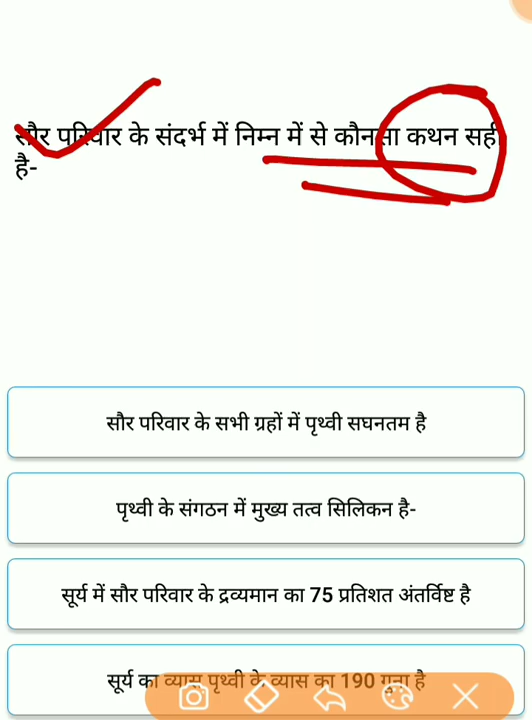 सौर परिवार के संदर्भ में निम्न में से कौनसा कथन सही
है-
सौर परिवार के सभी ग्रहों में पृथ्वी सघनतम है
पृथ्वी के संगठन में मुख्य तत्व सिलिकन है-
सूर्य में सौर परिवार के द्रव्यमान का 75 प्रतिशत अंतर्विष्ट है
सूर्य का व्यास पृथ्वी के व्यास का 190 गुना है